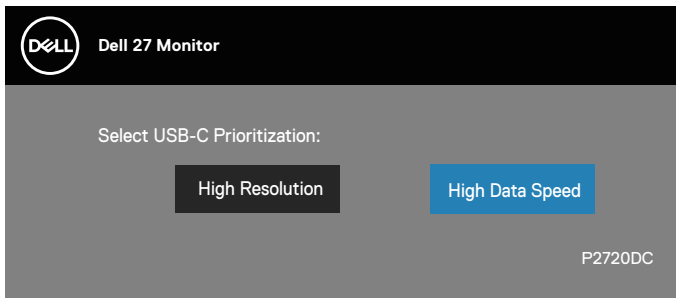 DELL
Dell 27 Monitor
Select USB-C Prioritization:
High Resolution
High Data Speed
P2720DC